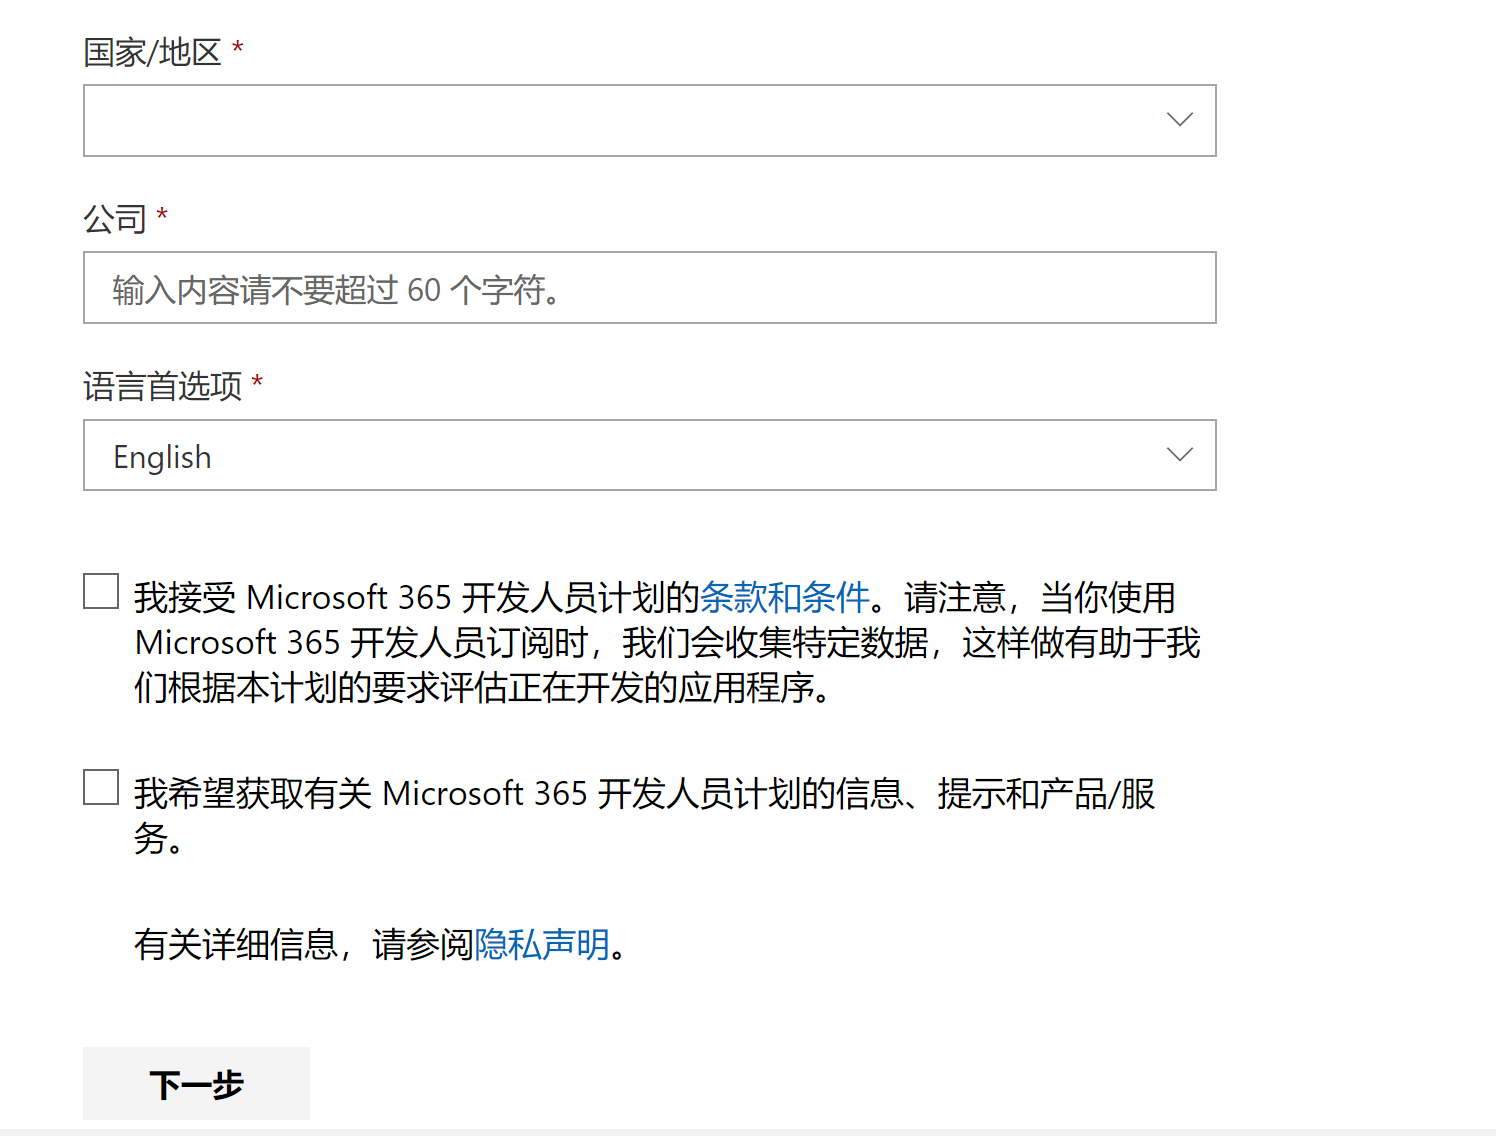 国家/地区 *
公司 *
输入内容请不要超过 60 个字符。
语言首选项 *
English
我接受 Microsoft 365 开发人员计划的条款和条件。请注意，当你使用
Microsoft 365 开发人员订阅时，我们会收集特定数据，这样做有助于我
们根据本计划的要求评估正在开发的应用程序。
我希望获取有关 Microsoft 365 开发人员计划的信息、提示和产品/服
务。
有关详细信息，请参阅隐私声明。
下一步